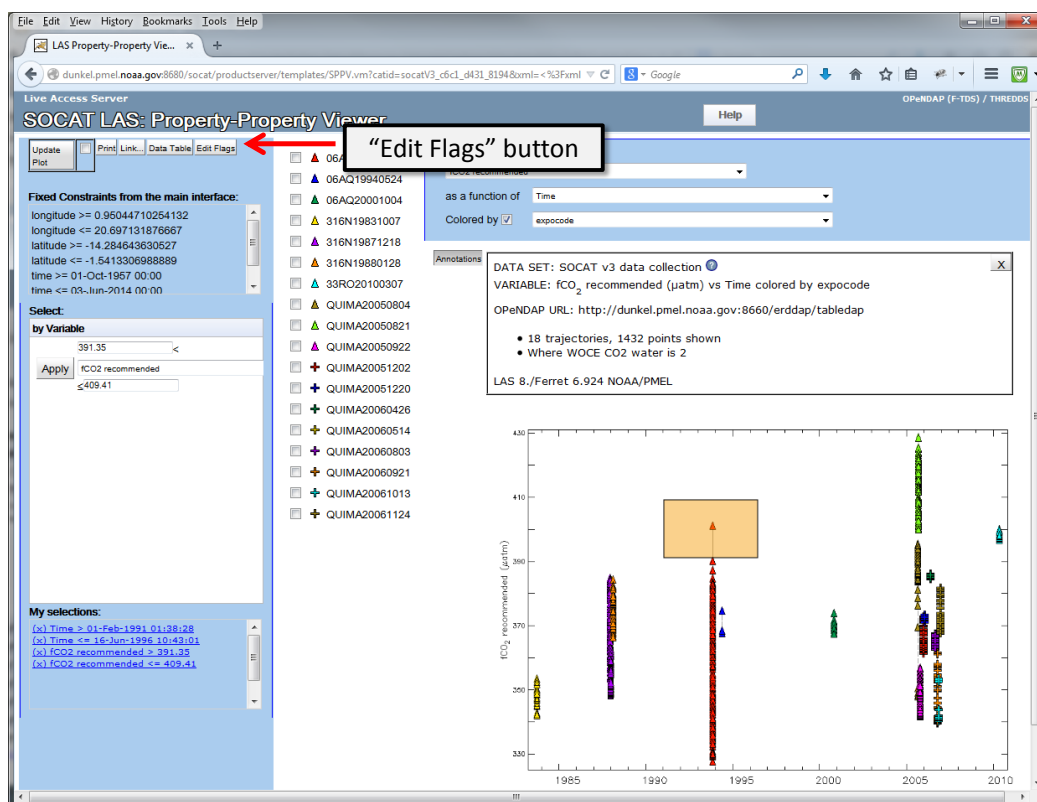 File Edit View History Bookmarks Tools Help
LAS Property-Property Vie... × +
dunkel.pmel.noaa.gov:8680/socat/productserver/templates/SPPV.vm?catid=socatV3_c6c1_d431_8194&xml=<%3Fxml
Google
Live Access Server
OPeNDAP (F-TDS) / THREDDS
SOCAT LAS: Property-Property Viewer
Help
Update Plot
Print Link... Data Table Edit Flags
"Edit Flags" button
Fixed Constraints from the main interface:
longitude >= 0.95044710254132
longitude <= 20.697131876667
latitude >= -14.284643630527
latitude <= -1.5413306988889
time >= 01-Oct-1957 00:00
time <= 03-Jun-2014 00:00
Select:
by Variable
391.35 <
Apply fCO2 recommended
≤ 409.41
My selections:
(x) Time > 01-Feb-1991 01:38:28
(x) Time <= 16-Jun-1996 10:43:01
(x) fCO2 recommended > 391.35
(x) fCO2 recommended <= 409.41
06AQ19940524
06AQ20001004
316N19831007
316N19871218
316N19880128
33RO20100307
QUIMA20050804
QUIMA20050821
QUIMA20050922
QUIMA20051202
QUIMA20051220
QUIMA20060426
QUIMA20060514
QUIMA20060803
QUIMA20060921
QUIMA20061013
QUIMA20061124
fCO2 recommended
as a function of Time
Colored by expocode
Annotations
X
DATA SET: SOCAT v3 data collection
VARIABLE: fCO2 recommended (µatm) vs Time colored by expocode
OPeNDAP URL: http://dunkel.pmel.noaa.gov:8660/erddap/tabledap
• 18 trajectories, 1432 points shown
• Where WOCE CO2 water is 2
LAS 8./Ferret 6.924 NOAA/PMEL
fCO2 recommended (µatm)
430
410
390
370
350
330
1985 1990 1995 2000 2005 2010